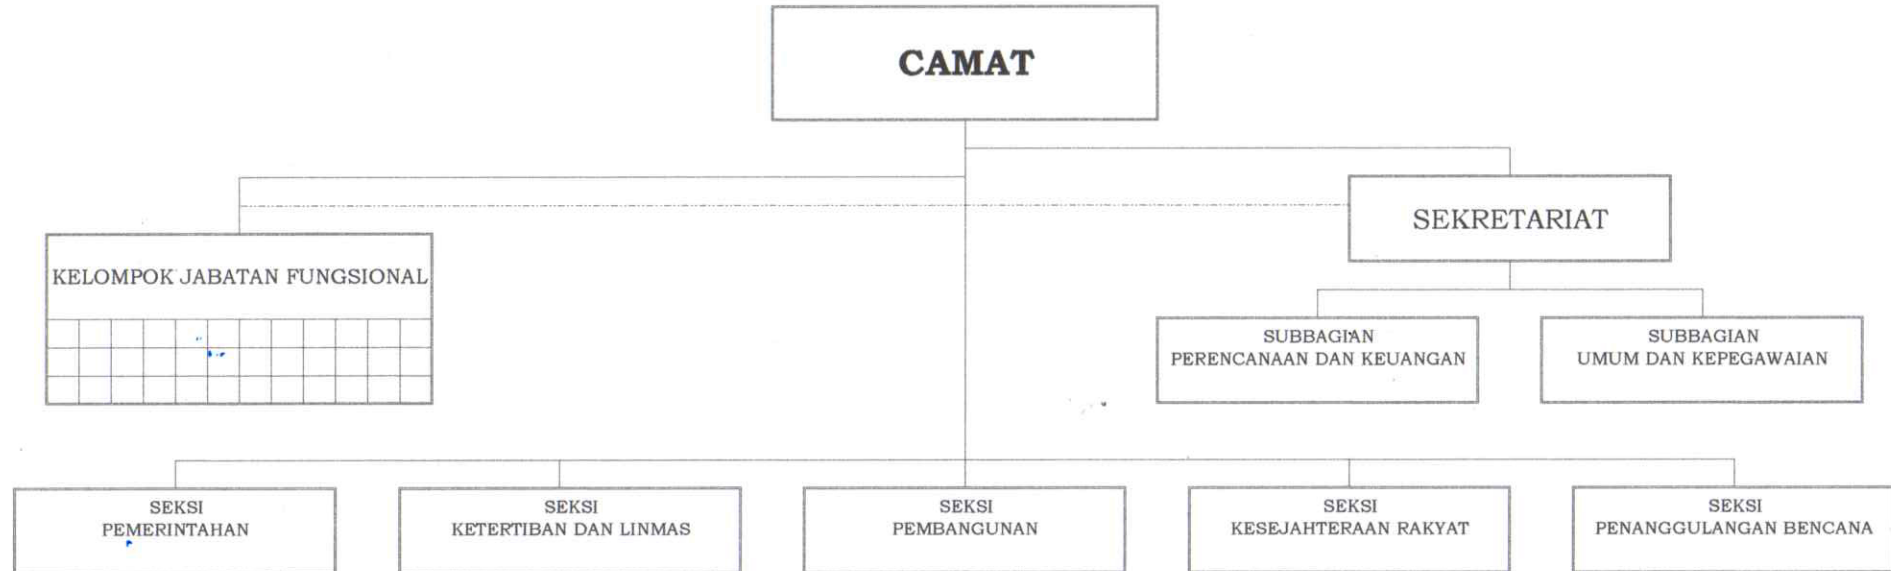 CAMAT
SEKRETARIAT
KELOMPOK JABATAN FUNGSIONAL
SUBBAGIAN
PERENCANAAN DAN KEUANGAN
SUBBAGIAN
UMUM DAN KEPEGAWAIAN
SEKSI
PEMERINTAHAN
SEKSI
KETERTIBAN DAN LINMAS
SEKSI
PEMBANGUNAN
SEKSI
KESEJAHTERAAN RAKYAT
SEKSI
PENANGGULANGAN BENCANA